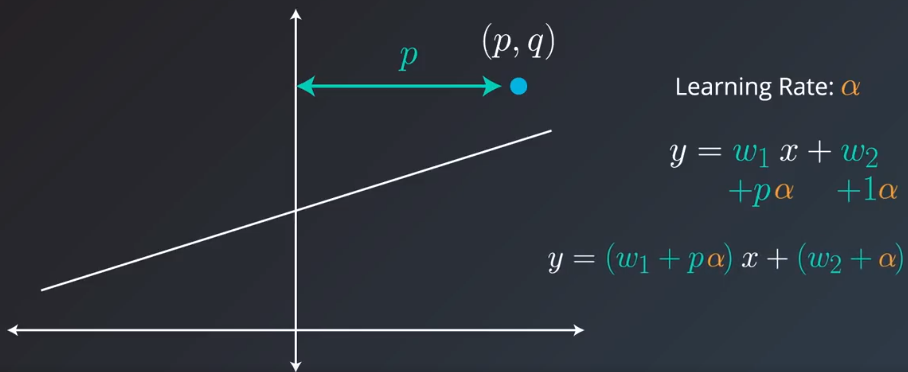 p
(p, q)
Learning Rate: α
y = w₁ x + w₂
+pα +1α
y = (w₁ + pα) x + (w₂ + α)